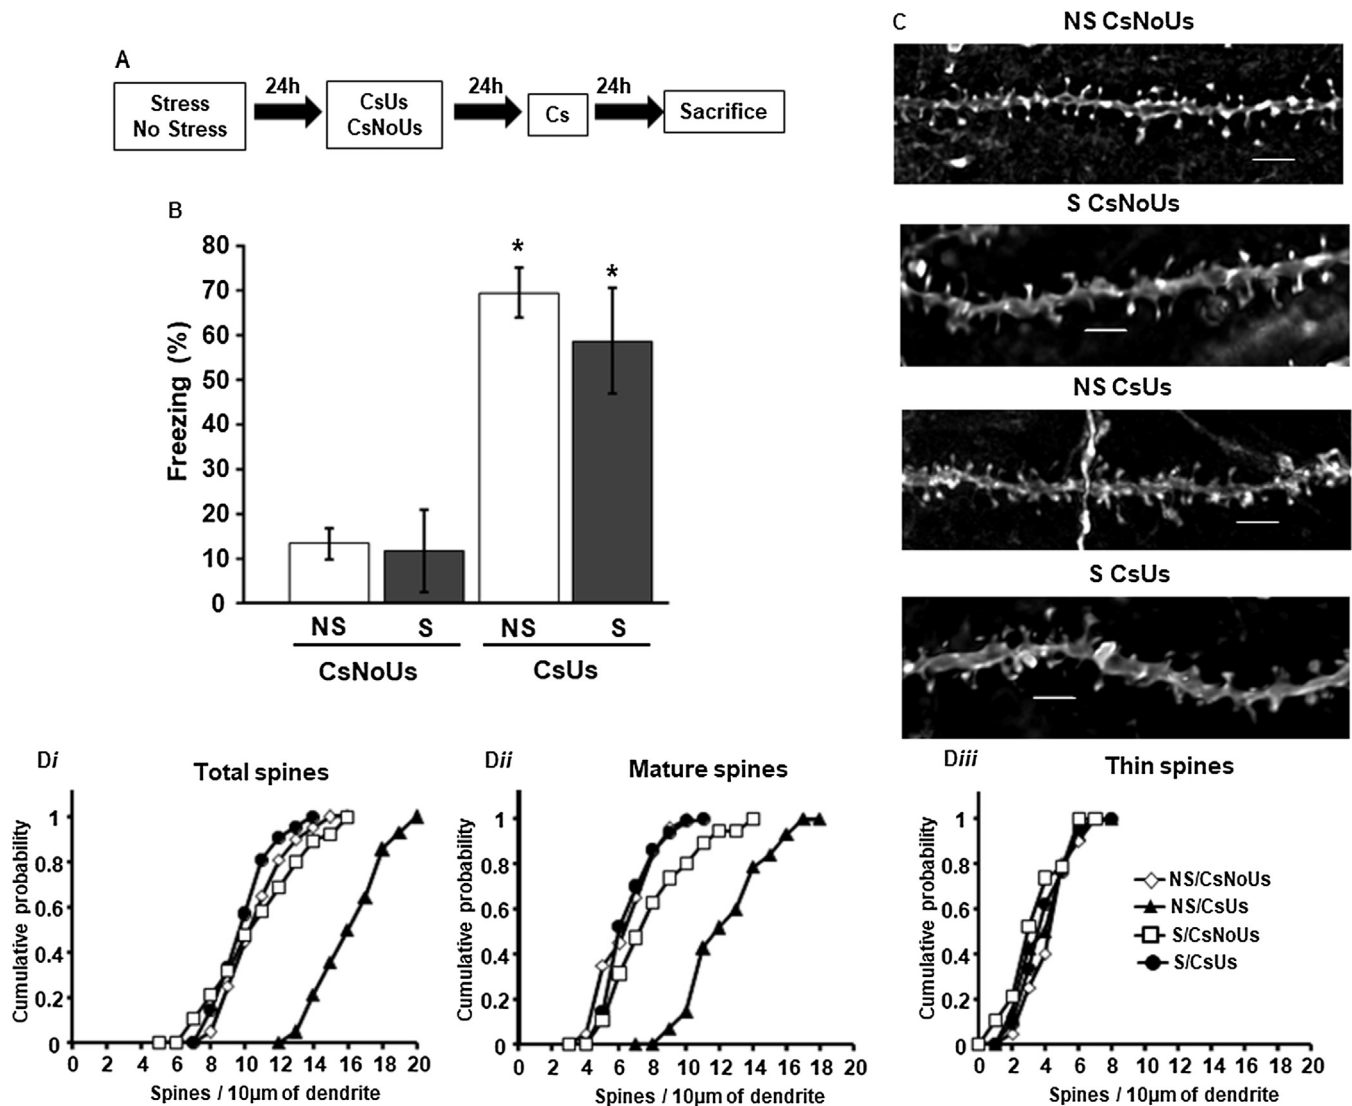 A
Stress
No Stress
24h
CsUs
CsNoUs
24h
Cs
24h
Sacrifice
B
Freezing (%)
80
70
60
50
40
30
20
10
0
*
*
NS
S
NS
S
CsNoUs
CsUs
C
NS CsNoUs
S CsNoUs
NS CsUs
S CsUs
Di
Total spines
Cumulative probability
1
0.8
0.6
0.4
0.2
0
0 2 4 6 8 10 12 14 16 18 20
Spines / 10µm of dendrite
Dii
Mature spines
Cumulative probability
1
0.8
0.6
0.4
0.2
0
0 2 4 6 8 10 12 14 16 18 20
Spines / 10µm of dendrite
Diii
Thin spines
Cumulative probability
1
0.8
0.6
0.4
0.2
0
0 2 4 6 8 10 12 14 16 18 20
Spines / 10µm of dendrite
NS/CsNoUs
NS/CsUs
S/CsNoUs
S/CsUs